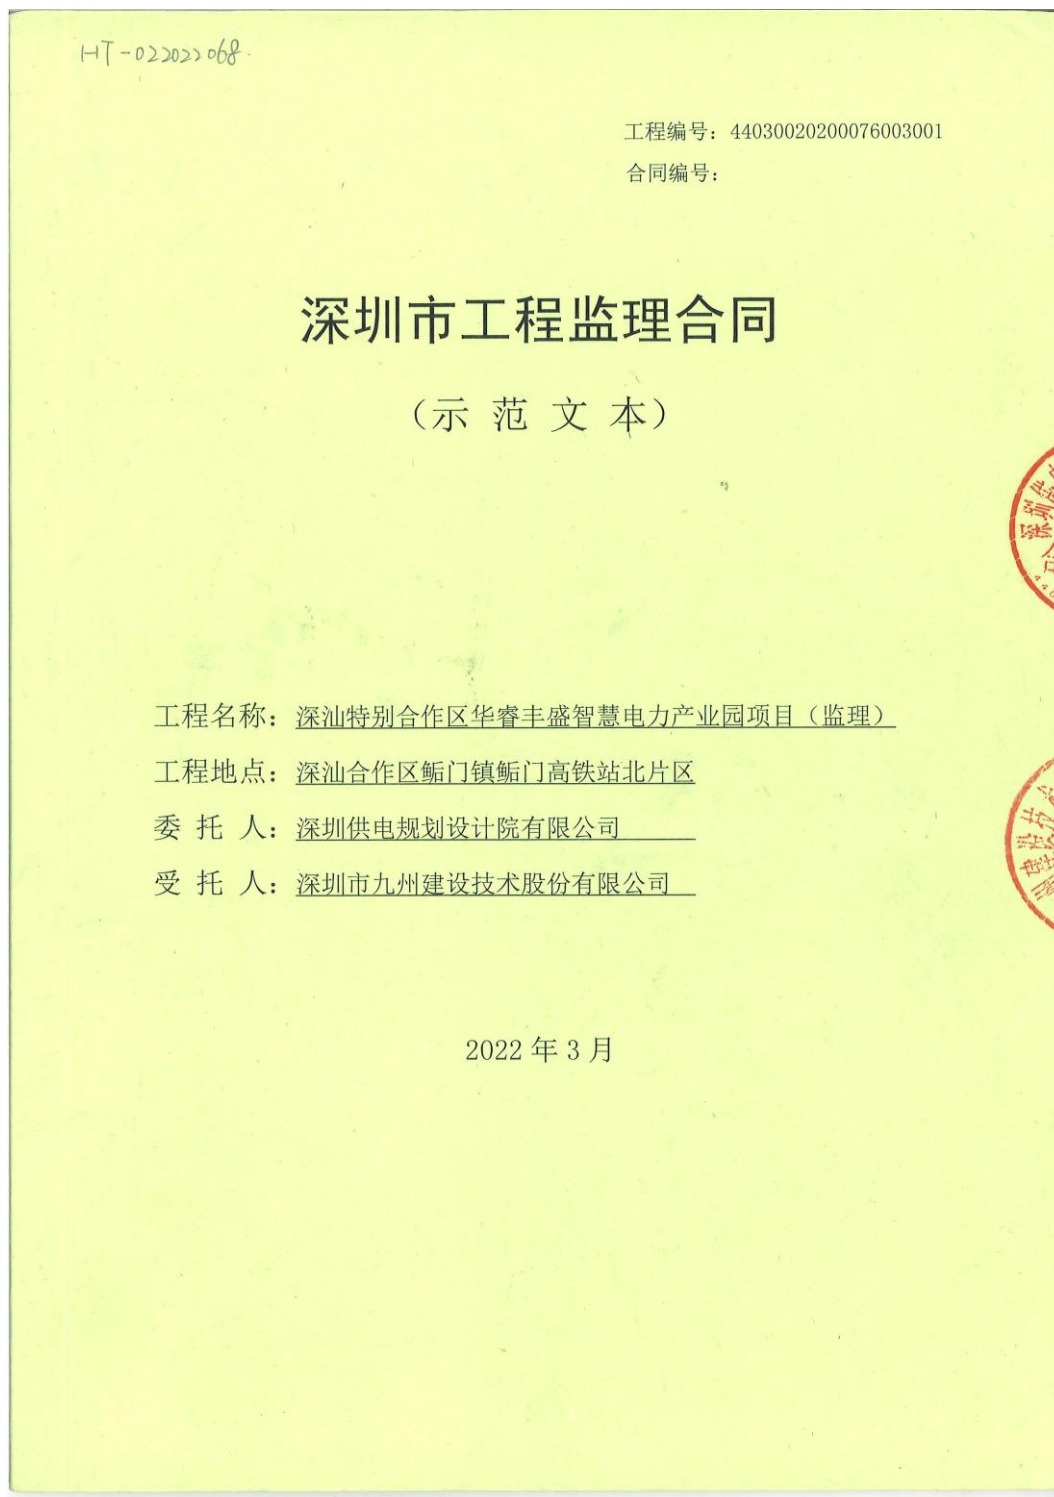 HT-022022068.
工程编号：44030020200076003001
合同编号：
深圳市工程监理合同
（示 范 文 本）
工程名称：深汕特别合作区华睿丰盛智慧电力产业园项目（监理）
工程地点：深汕合作区鲘门镇鲘门高铁站北片区
委 托 人：深圳供电规划设计院有限公司
受 托 人：深圳市九州建设技术股份有限公司
2022 年 3 月